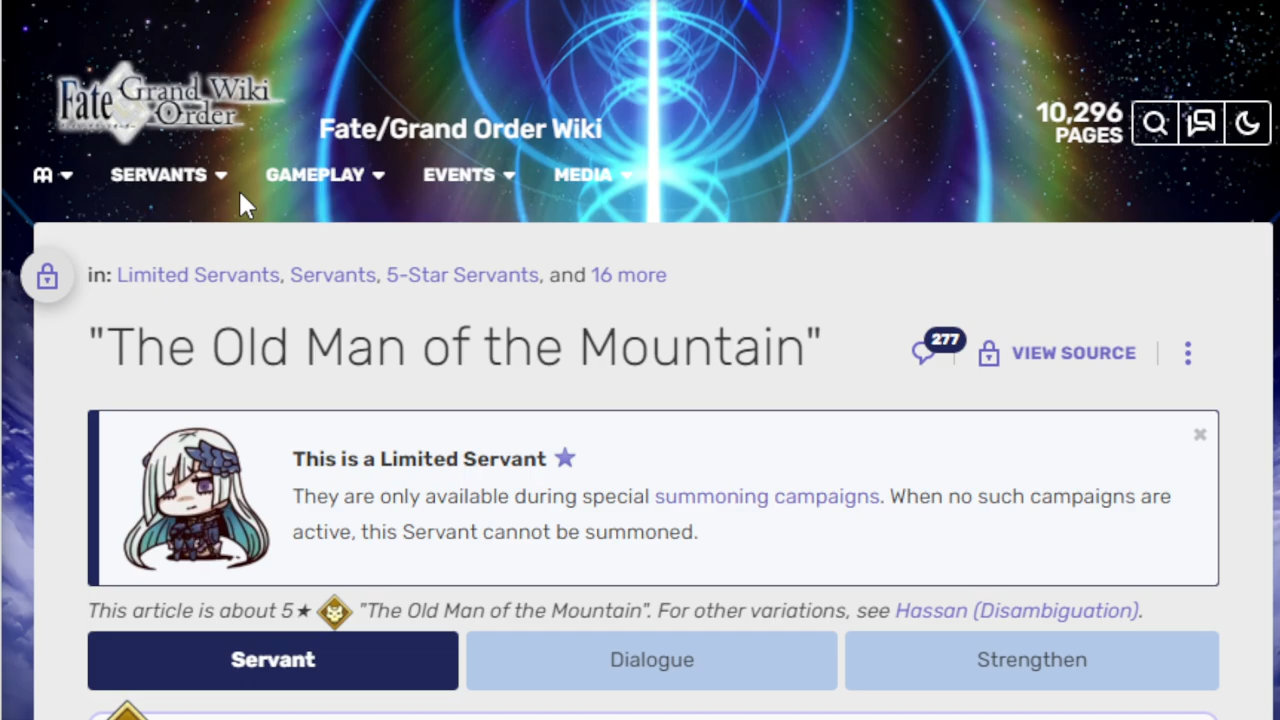 Fate Grand Wiki
Order
Fate/Grand Order Wiki
10,296
PAGES
SERVANTS GAMEPLAY EVENTS MEDIA
in: Limited Servants, Servants, 5-Star Servants, and 16 more
"The Old Man of the Mountain"
277
VIEW SOURCE
This is a Limited Servant
They are only available during special summoning campaigns. When no such campaigns are
active, this Servant cannot be summoned.
This article is about 5★ "The Old Man of the Mountain". For other variations, see Hassan (Disambiguation).
Servant Dialogue Strengthen